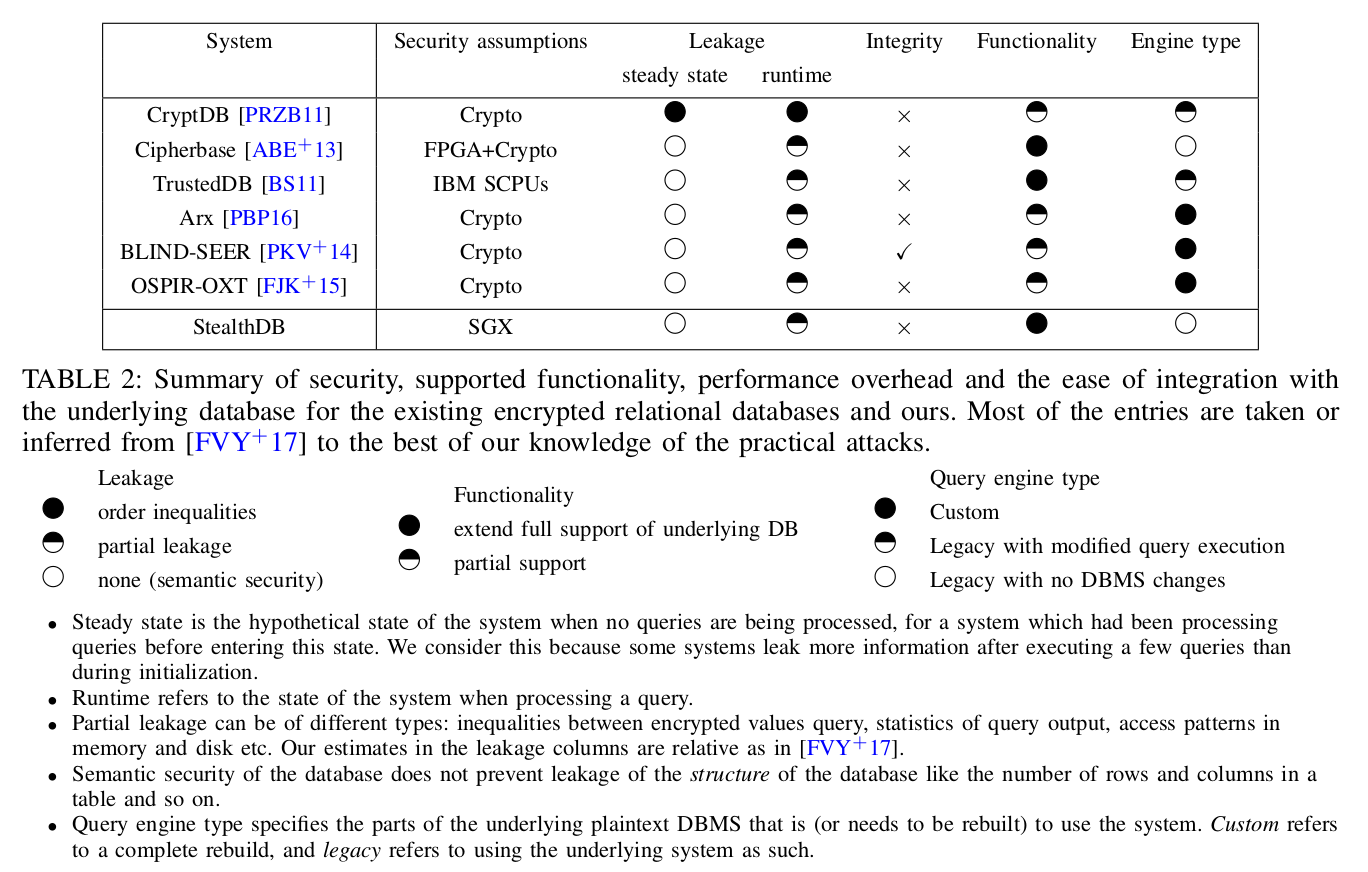 System Security assumptions Leakage Integrity Functionality Engine type
steady state runtime
CryptDB [PRZB11] Crypto ● ● × ◓ ◓
Cipherbase [ABE+13] FPGA+Crypto ○ ◓ × ● ○
TrustedDB [BS11] IBM SCPUs ○ ◓ × ● ◓
Arx [PBP16] Crypto ○ ◓ × ◓ ●
BLIND-SEER [PKV+14] Crypto ○ ◓ ✓ ◓ ●
OSPIR-OXT [FJK+15] Crypto ○ ◓ × ◓ ●
StealthDB SGX ○ ◓ × ● ○
TABLE 2: Summary of security, supported functionality, performance overhead and the ease of integration with
the underlying database for the existing encrypted relational databases and ours. Most of the entries are taken or
inferred from [FVY+17] to the best of our knowledge of the practical attacks.
Leakage
● order inequalities
◓ partial leakage
○ none (semantic security)
Functionality
● extend full support of underlying DB
◓ partial support
Query engine type
● Custom
◓ Legacy with modified query execution
○ Legacy with no DBMS changes
• Steady state is the hypothetical state of the system when no queries are being processed, for a system which had been processing
queries before entering this state. We consider this because some systems leak more information after executing a few queries than
during initialization.
• Runtime refers to the state of the system when processing a query.
• Partial leakage can be of different types: inequalities between encrypted values query, statistics of query output, access patterns in
memory and disk etc. Our estimates in the leakage columns are relative as in [FVY+17].
• Semantic security of the database does not prevent leakage of the structure of the database like the number of rows and columns in a
table and so on.
• Query engine type specifies the parts of the underlying plaintext DBMS that is (or needs to be rebuilt) to use the system. Custom refers
to a complete rebuild, and legacy refers to using the underlying system as such.